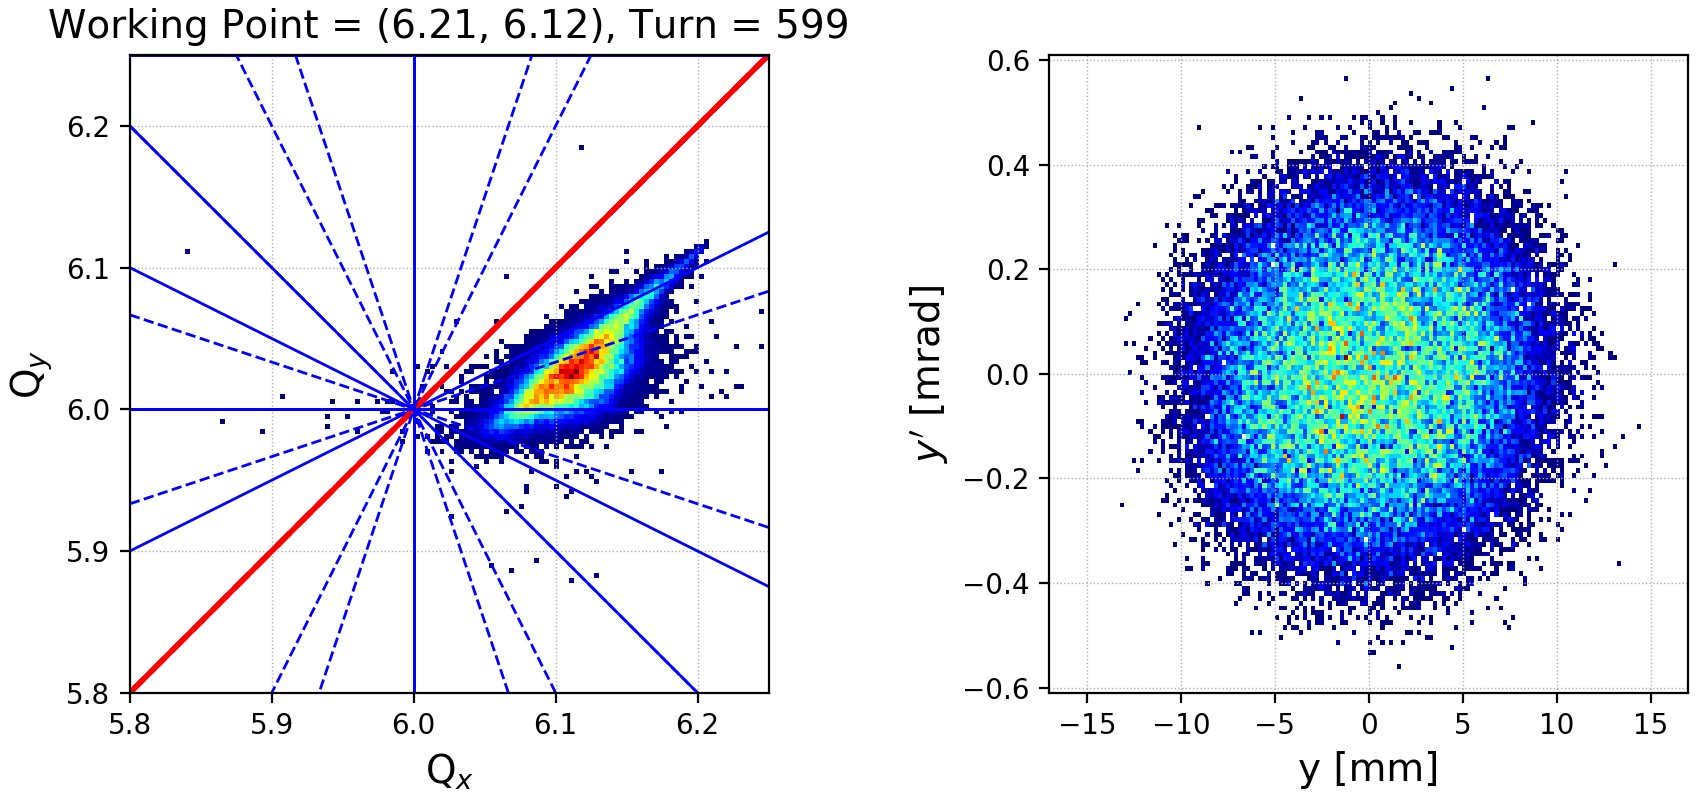 Working Point = (6.21, 6.12), Turn = 599
Qy
6.2
6.1
6.0
5.9
5.8
5.8 5.9 6.0 6.1 6.2
Qx
y′ [mrad]
0.6
0.4
0.2
0.0
−0.2
−0.4
−0.6
−15 −10 −5 0 5 10 15
y [mm]